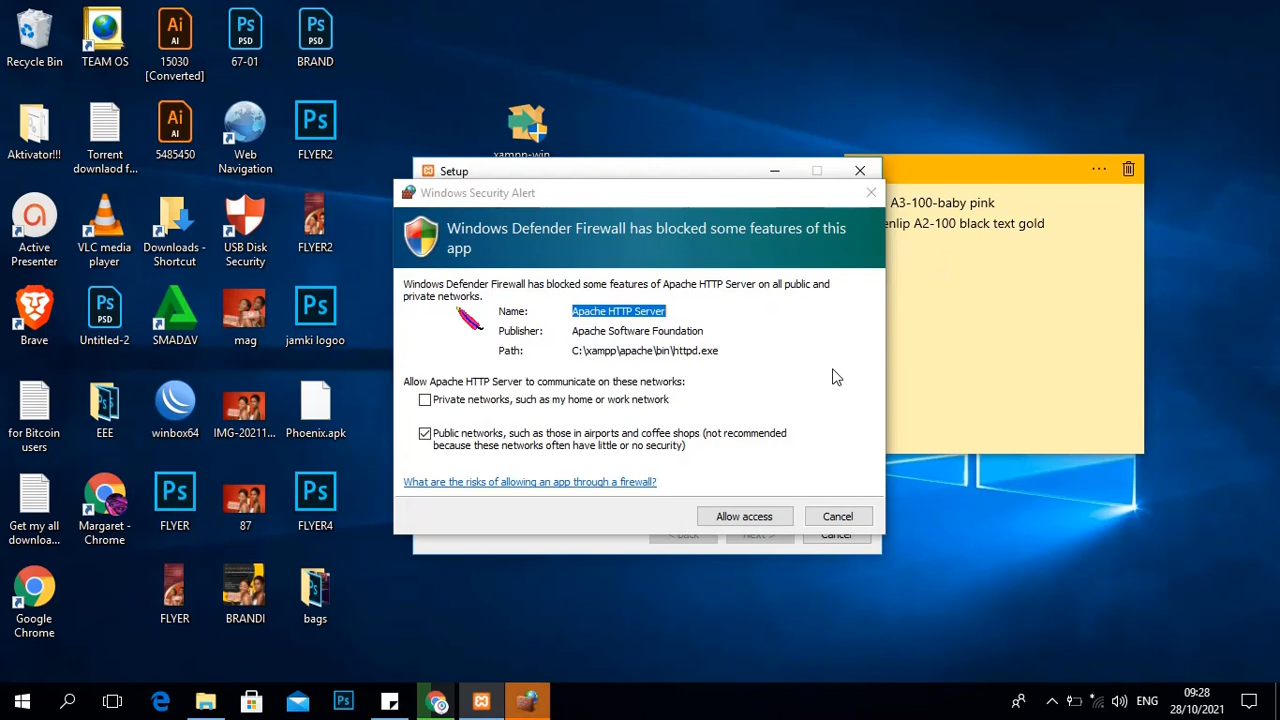 Recycle Bin
TEAM OS
Ai
AI
15030
[Converted]
Ps
PSD
67-01
Ps
PSD
BRAND
Aktivator!!!
Torrent
downlaod f...
Ai
AI
5485450
Web
Navigation
Ps
FLYER2
Active
Presenter
VLC media
player
Downloads -
Shortcut
USB Disk
Security
FLYER2
Brave
Ps
PSD
Untitled-2
SMADΔV
mag
Ps
jamki logoo
for Bitcoin
users
EEE
winbox64
IMG-20211...
Phoenix.apk
Get my all
downloa...
Margaret -
Chrome
Ps
FLYER
87
Ps
FLYER4
Google
Chrome
FLYER
BRANDI
bags
xampp-win
Setup
Windows Security Alert
Windows Defender Firewall has blocked some features of this
app
Windows Defender Firewall has blocked some features of Apache HTTP Server on all public and
private networks.
Name: Apache HTTP Server
Publisher: Apache Software Foundation
Path: C:\xampp\apache\bin\httpd.exe
Allow Apache HTTP Server to communicate on these networks:
Private networks, such as my home or work network
Public networks, such as those in airports and coffee shops (not recommended
because these networks often have little or no security)
What are the risks of allowing an app through a firewall?
Allow access
Cancel
< Back
Next >
Cancel
A3-100-baby pink
A2-100 black text gold
Ps
ENG
09:28
28/10/2021